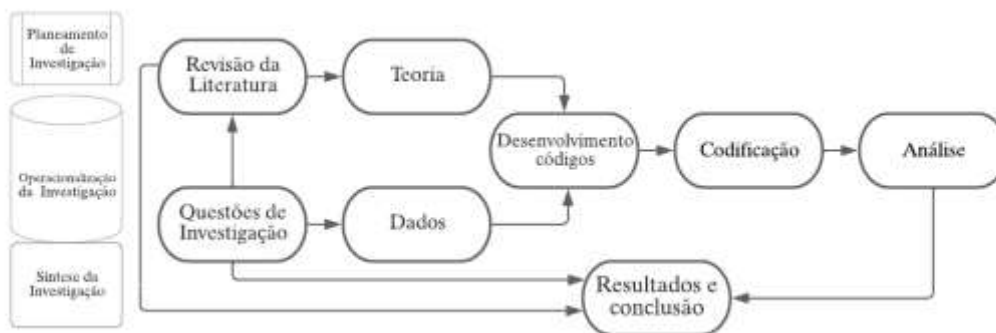 Planeamento
de
Investigação
Operacionalização
da Investigação
Síntese da
Investigação
Revisão da
Literatura
Teoria
Desenvolvimento
códigos
Codificação
Análise
Questões de
Investigação
Dados
Resultados e
conclusão